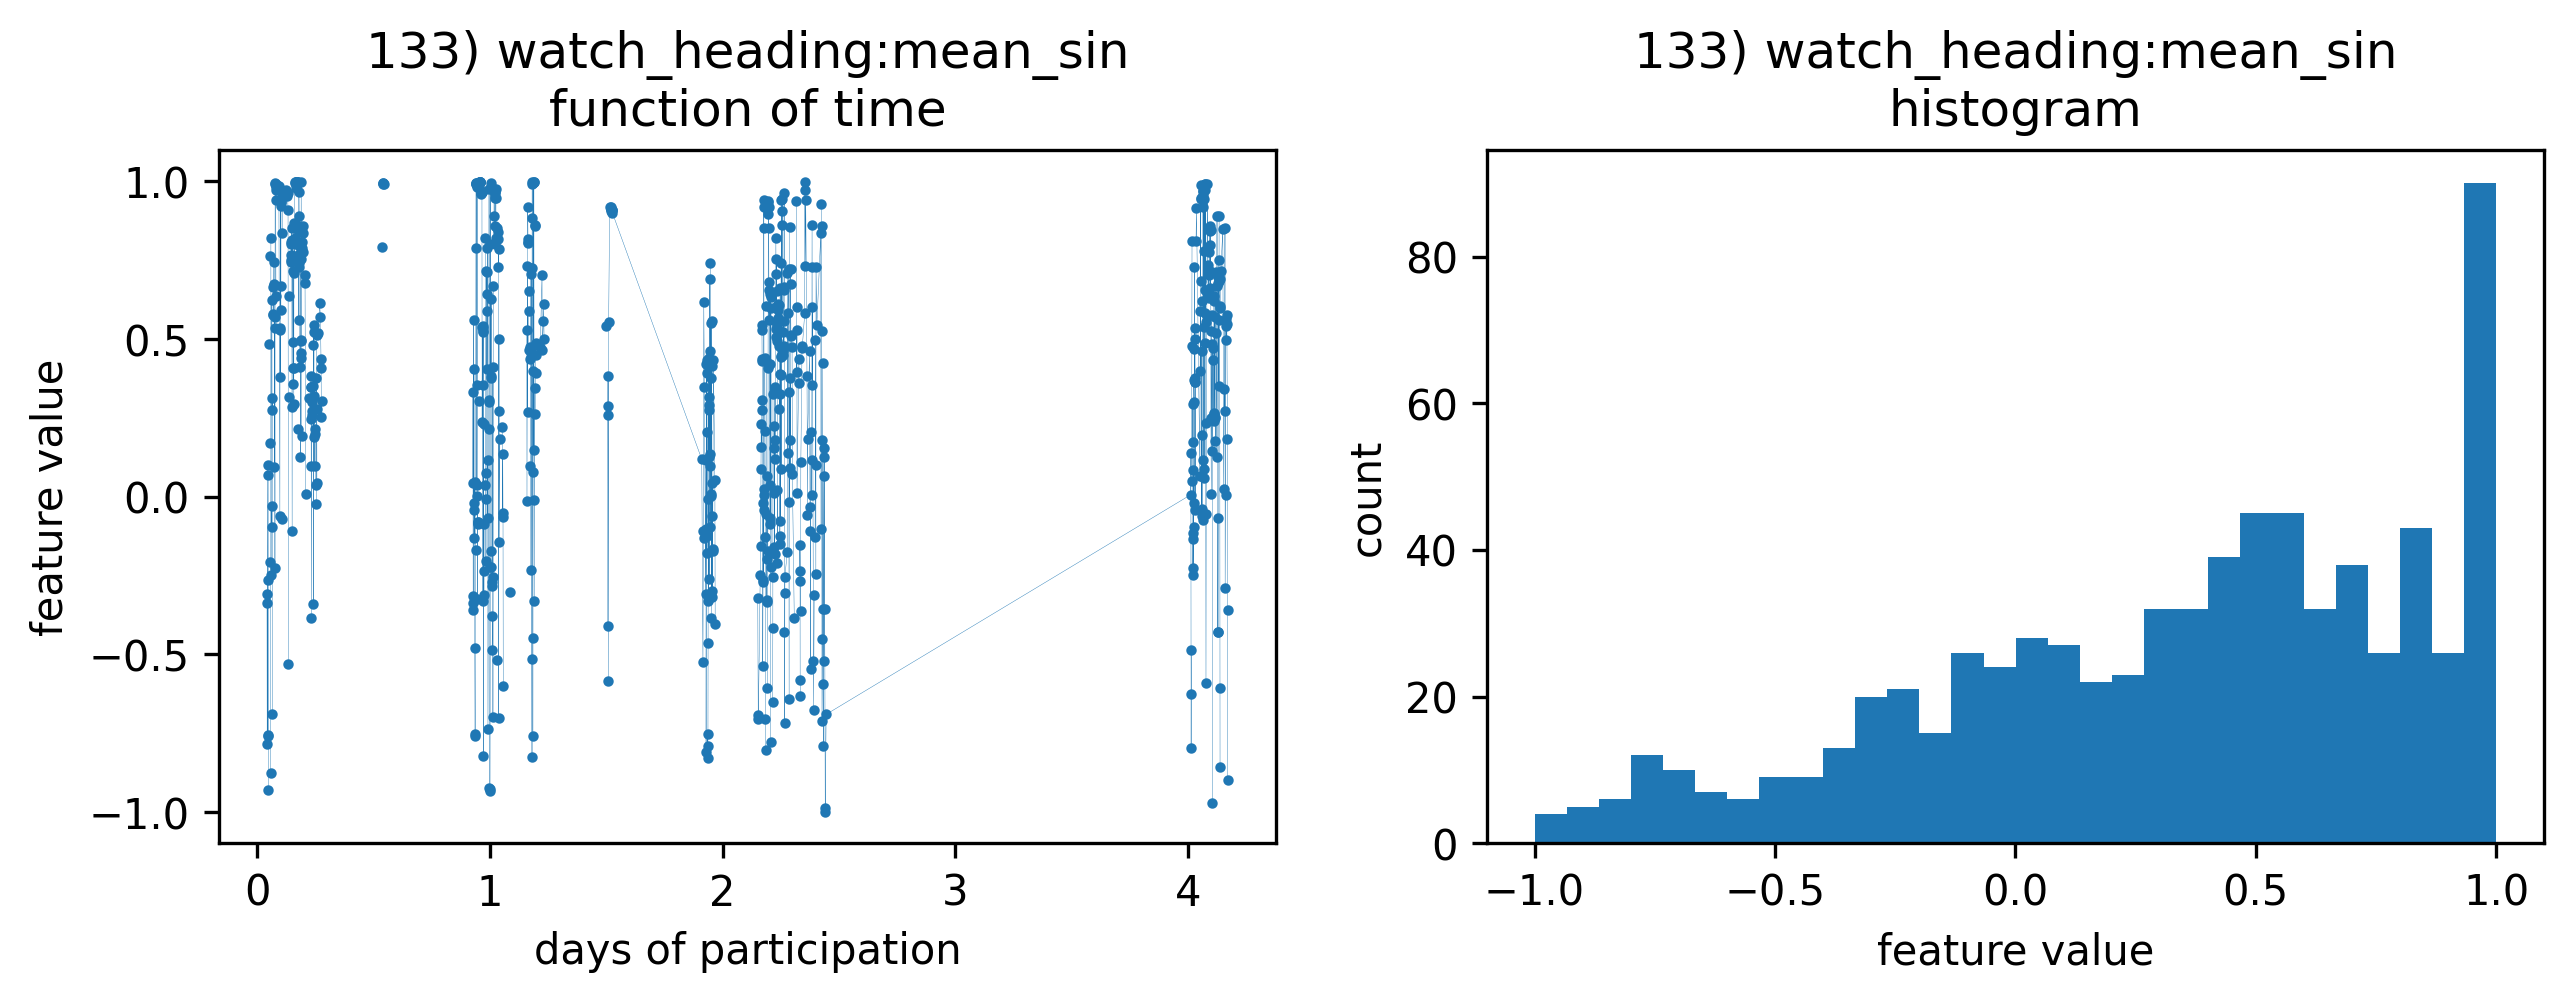 133) watch_heading:mean_sin
function of time
1.0
0.5
0.0
−0.5
−1.0
feature value
0 1 2 3 4
days of participation
133) watch_heading:mean_sin
histogram
80
60
40
20
0
count
−1.0 −0.5 0.0 0.5 1.0
feature value